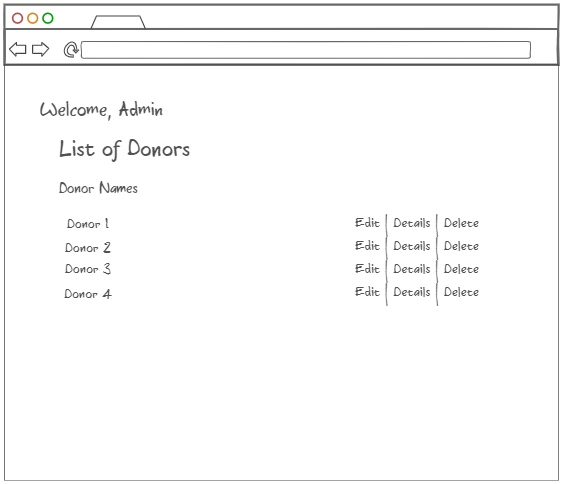 Welcome, Admin
List of Donors
Donor Names
Donor 1 Edit Details Delete
Donor 2 Edit Details Delete
Donor 3 Edit Details Delete
Donor 4 Edit Details Delete